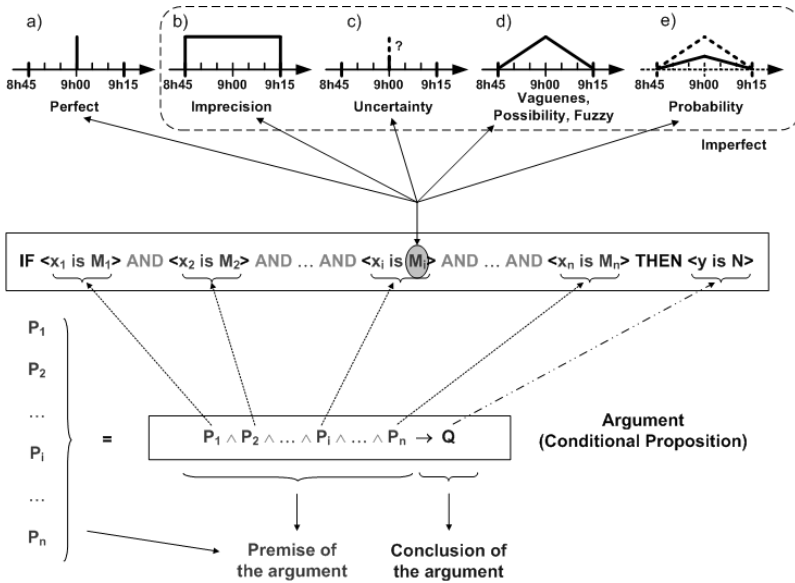 a) b) c) d) e)
?
8h45 9h00 9h15 8h45 9h00 9h15 8h45 9h00 9h15 8h45 9h00 9h15 8h45 9h00 9h15
Perfect Imprecision Uncertainty Vaguenes, Probability
Possibility, Fuzzy
Imperfect
IF <x₁ is M₁> AND <x₂ is M₂> AND ... AND <xᵢ is Mᵢ> AND ... AND <xₙ is Mₙ> THEN <y is N>
P₁
P₂
...
Pᵢ
...
Pₙ
=
P₁ ∧ P₂ ∧ ... ∧ Pᵢ ∧ ... ∧ Pₙ → Q
Argument
(Conditional Proposition)
Premise of
the argument
Conclusion of
the argument